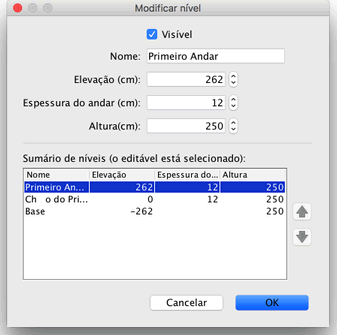 Modificar nível
Visível
Nome: Primeiro Andar
Elevação (cm): 262
Espessura do andar (cm): 12
Altura(cm): 250
Sumário de níveis (o editável está selecionado):
Nome Elevação Espessura do... Altura
Primeiro An... 262 12 250
Ch o do Pri... 0 12 250
Base -262 250
Cancelar OK